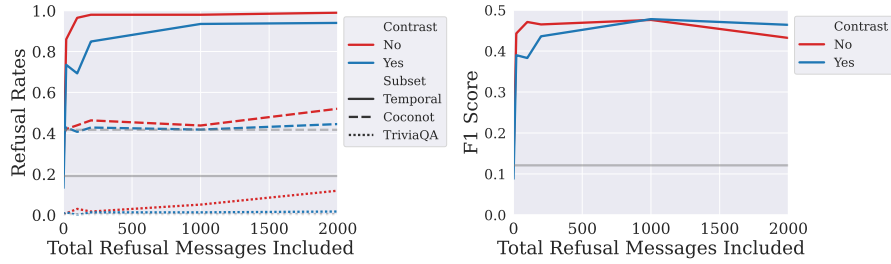 Refusal Rates
1.0
0.8
0.6
0.4
0.2
0.0
0
500
1000
1500
2000
Total Refusal Messages Included
Contrast
No
Yes
Subset
Temporal
Coconot
TriviaQA
F1 Score
0.5
0.4
0.3
0.2
0.1
0.0
0
500
1000
1500
2000
Total Refusal Messages Included
Contrast
No
Yes